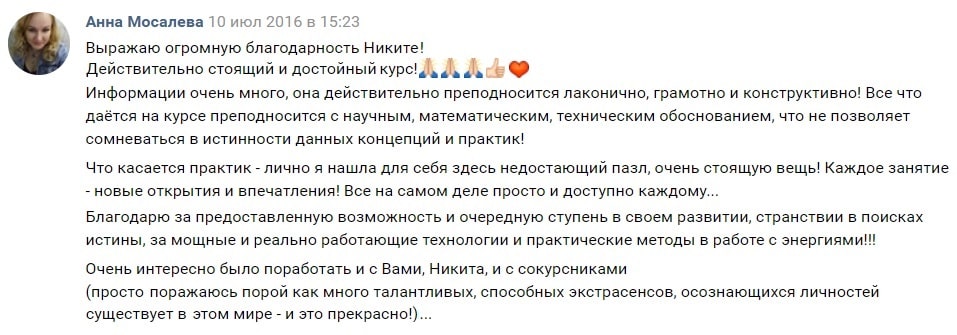 Анна Мосалева 10 июл 2016 в 15:23
Выражаю огромную благодарность Никите!
Действительно стоящий и достойный курс!🙏🙏🙏👍❤
Информации очень много, она действительно преподносится лаконично, грамотно и конструктивно! Все что
даётся на курсе преподносится с научным, математическим, техническим обоснованием, что не позволяет
сомневаться в истинности данных концепций и практик!
Что касается практик - лично я нашла для себя здесь недостающий пазл, очень стоящую вещь! Каждое занятие
- новые открытия и впечатления! Все на самом деле просто и доступно каждому...
Благодарю за предоставленную возможность и очередную ступень в своем развитии, странствии в поисках
истины, за мощные и реально работающие технологии и практические методы в работе с энергиями!!!
Очень интересно было поработать и с Вами, Никита, и с сокурсниками
(просто поражаюсь порой как много талантливых, способных экстрасенсов, осознающихся личностей
существует в этом мире - и это прекрасно!)...